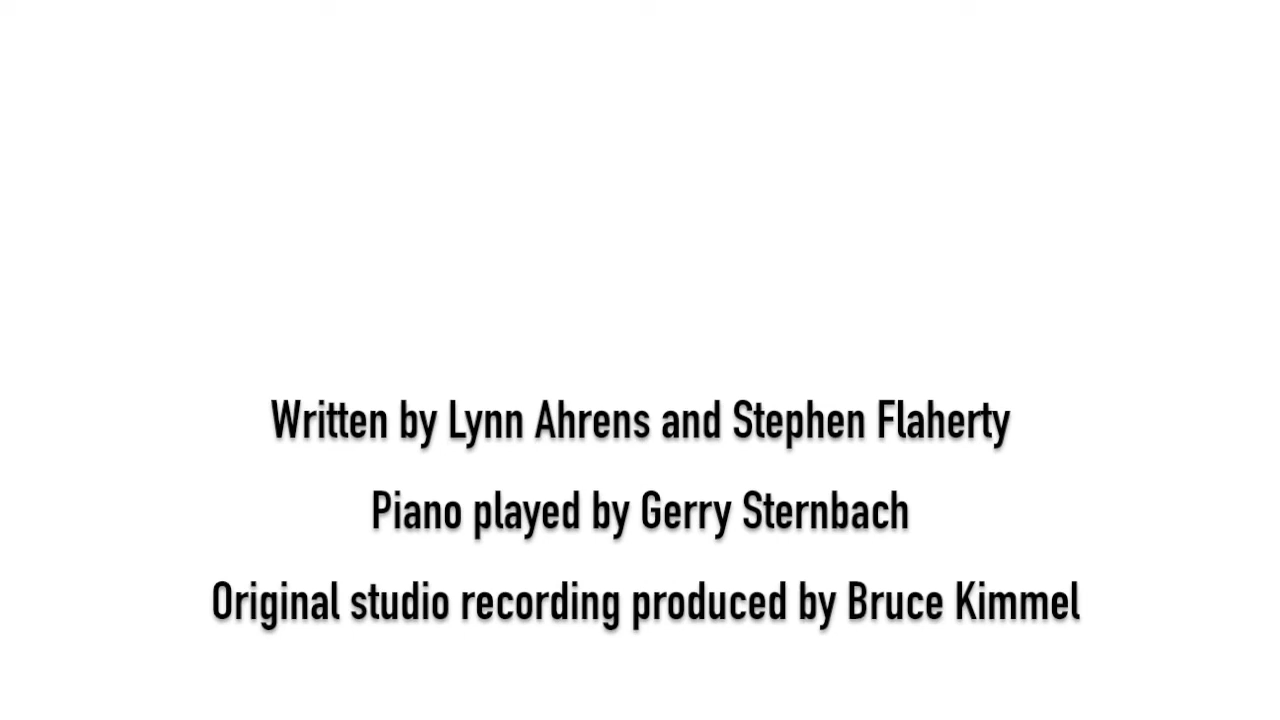 Written by Lynn Ahrens and Stephen Flaherty
Piano played by Gerry Sternbach
Original studio recording produced by Bruce Kimmel